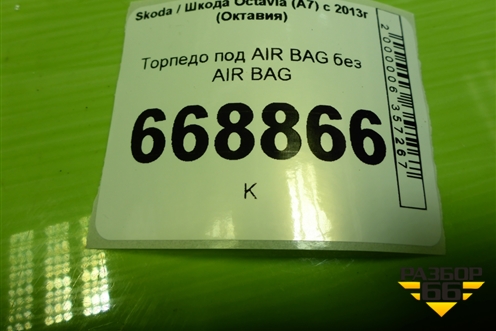 Skoda / Шкода Octavia (A7) с 2013г
(Октавия)
Торпедо под AIR BAG без
AIR BAG
668866
К
2000006357267
РАЗБОР
66